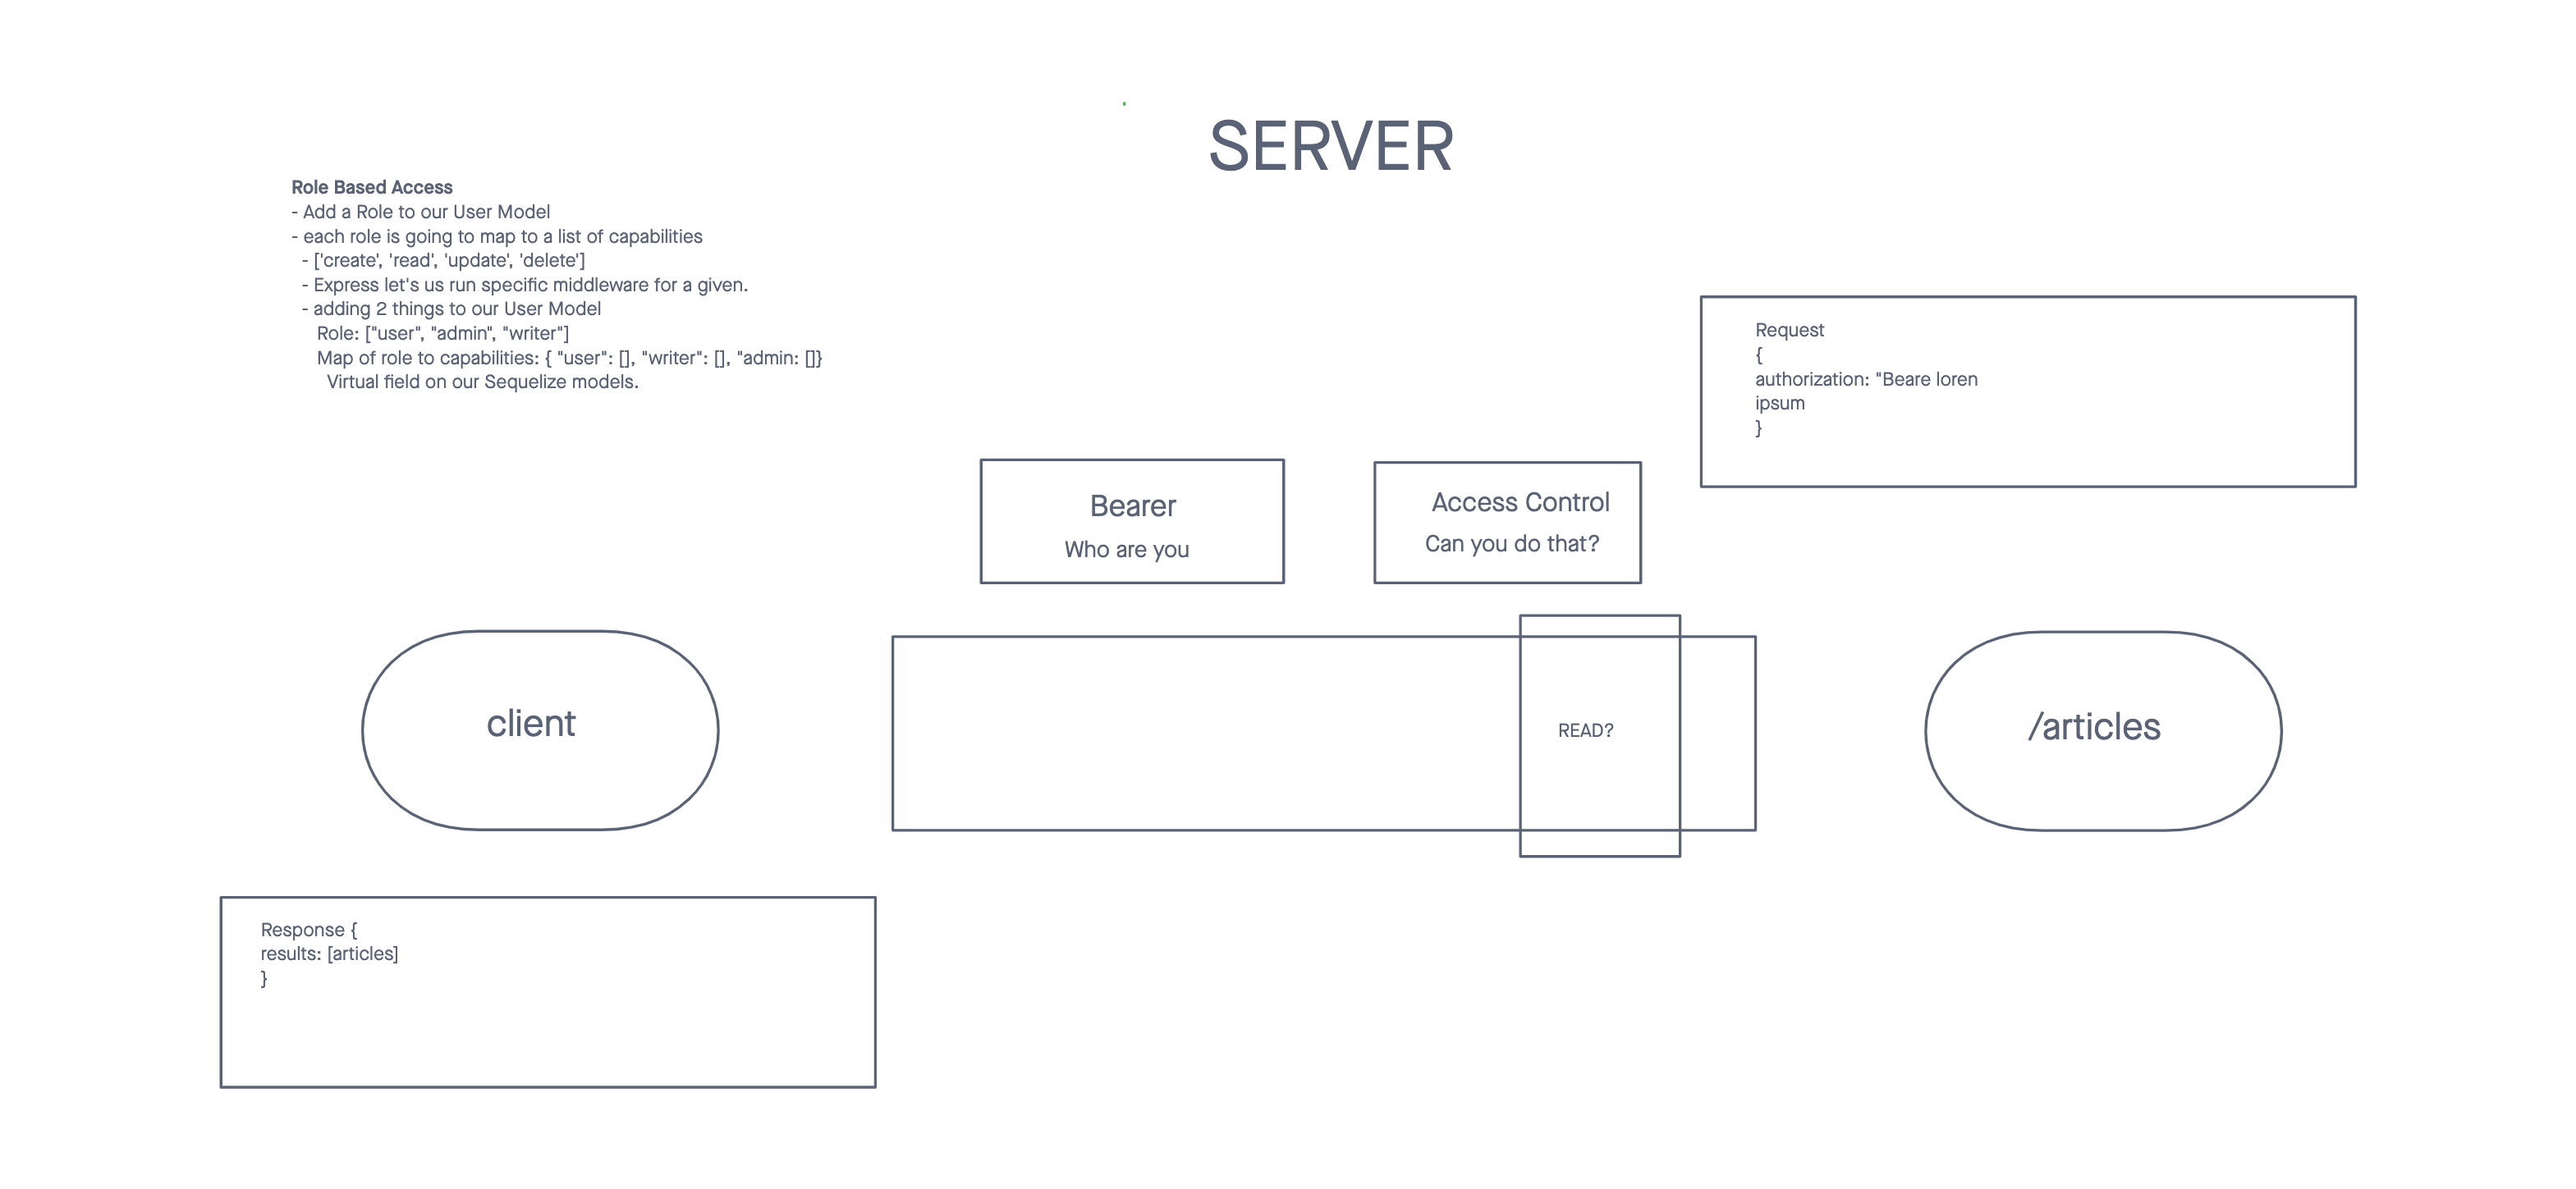 SERVER
Role Based Access
- Add a Role to our User Model
- each role is going to map to a list of capabilities
- ['create', 'read', 'update', 'delete']
- Express let's us run specific middleware for a given.
- adding 2 things to our User Model
Role: ["user", "admin", "writer"]
Map of role to capabilities: { "user": [], "writer": [], "admin: []}
Virtual field on our Sequelize models.
Request
{
authorization: "Beare loren
ipsum
}
Bearer
Who are you
Access Control
Can you do that?
client
READ?
/articles
Response {
results: [articles]
}